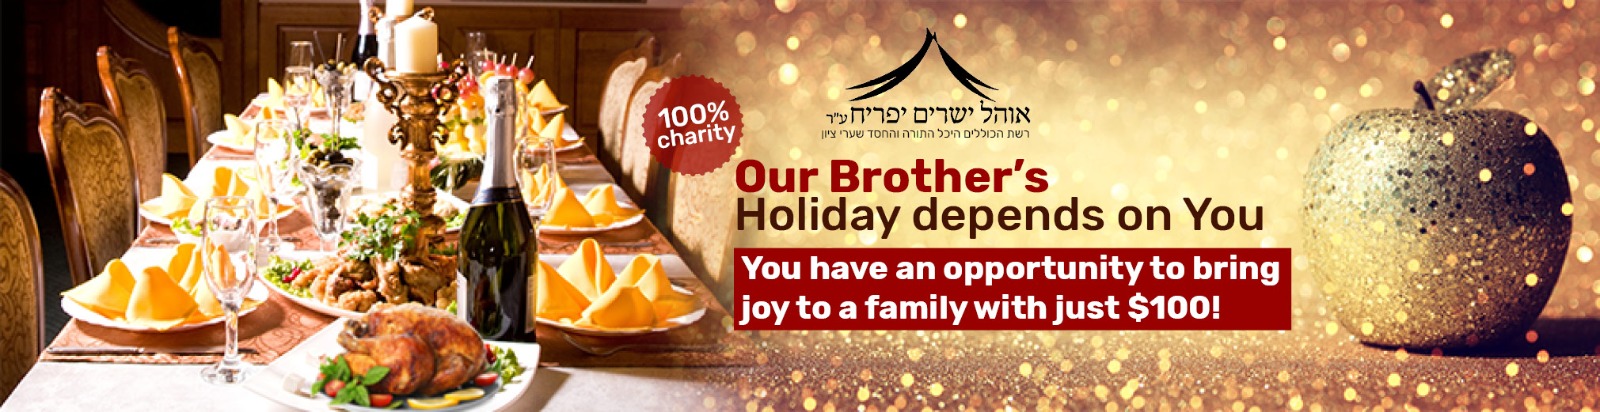 100%
charity
אוהל ישרים יפריח ע"ר
רשת הכוללים היכל התורה והחסד שערי ציון
Our Brother's
Holiday depends on You
You have an opportunity to bring
joy to a family with just $100!